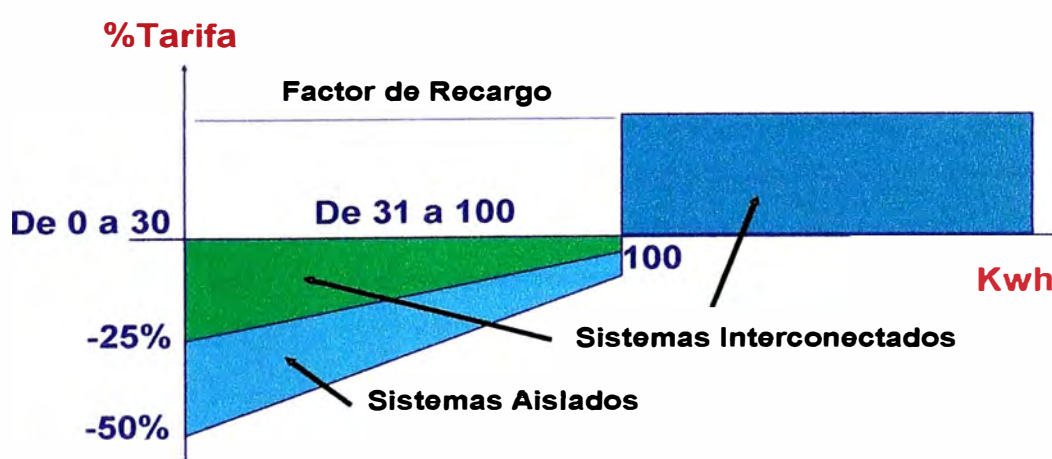 %Tarifa
Factor de Recargo
De 0 a 30
De 31 a 100
100
Kwh
-25%
Sistemas Interconectados
Sistemas Aislados
-50%